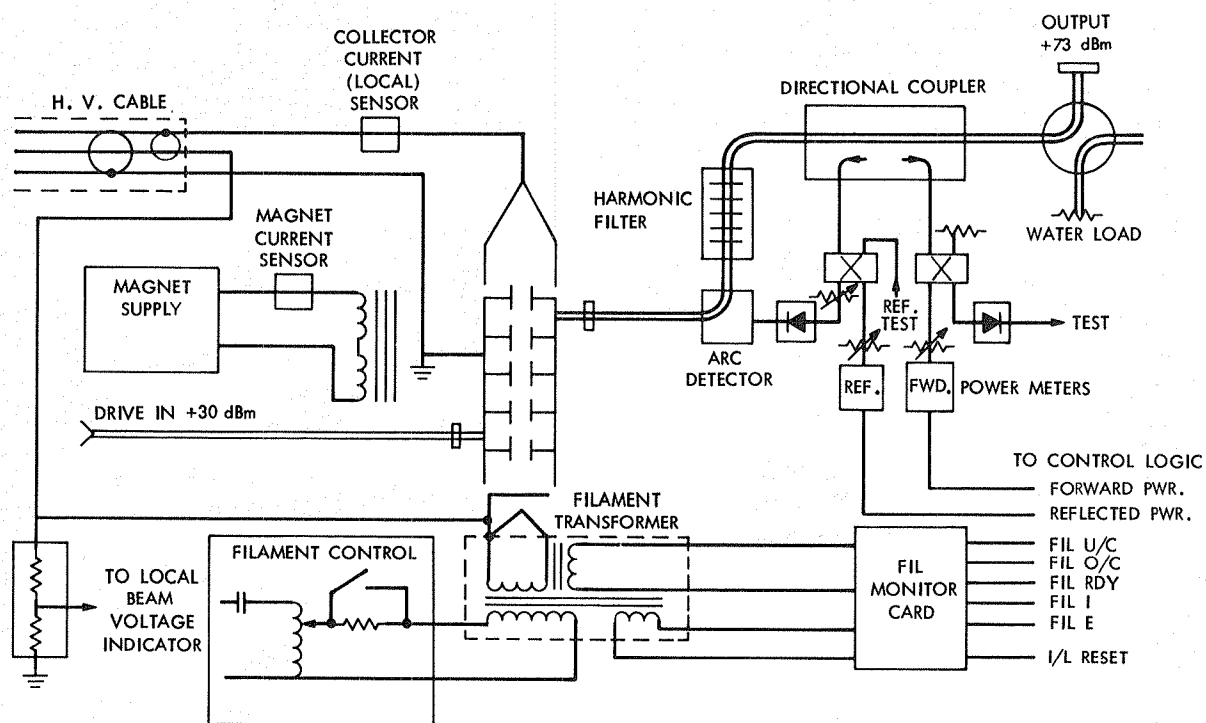 OUTPUT
+73 dBm
COLLECTOR
CURRENT
(LOCAL)
SENSOR
DIRECTIONAL COUPLER
H. V. CABLE
HARMONIC
FILTER
MAGNET
CURRENT
SENSOR
WATER LOAD
MAGNET
SUPPLY
REF.
TEST
TEST
ARC
DETECTOR
REF.
FWD.
POWER METERS
DRIVE IN +30 dBm
TO CONTROL LOGIC
FORWARD PWR.
REFLECTED PWR.
FILAMENT
TRANSFORMER
FILAMENT CONTROL
FIL U/C
FIL O/C
FIL RDY
FIL I
FIL E
I/L RESET
FIL
MONITOR
CARD
TO LOCAL
BEAM
VOLTAGE
INDICATOR